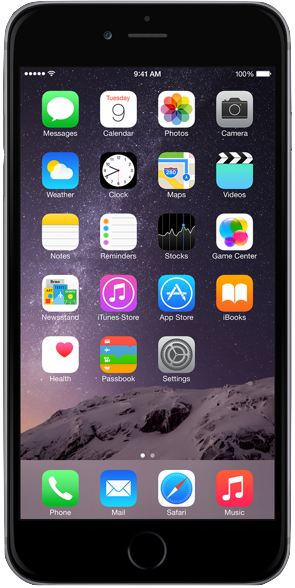 9:41 AM
100%
Tuesday
9
Messages
Calendar
Photos
Camera
280
Weather
Clock
Maps
Videos
Notes
Reminders
Stocks
Game Center
Newsstand
iTunes Store
App Store
iBooks
Health
Passbook
Settings
Phone
Mail
Safari
Music